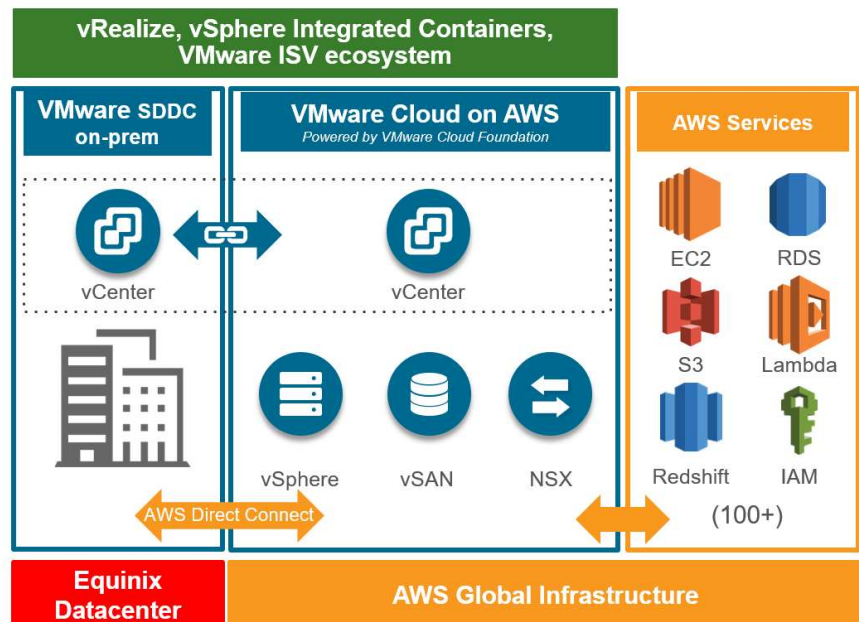 vRealize, vSphere Integrated Containers,
VMware ISV ecosystem
VMware SDDC
on-prem
VMware Cloud on AWS
Powered by VMware Cloud Foundation
AWS Services
vCenter
vCenter
EC2
RDS
S3
Lambda
vSphere
vSAN
NSX
Redshift
IAM
AWS Direct Connect
(100+)
Equinix
Datacenter
AWS Global Infrastructure